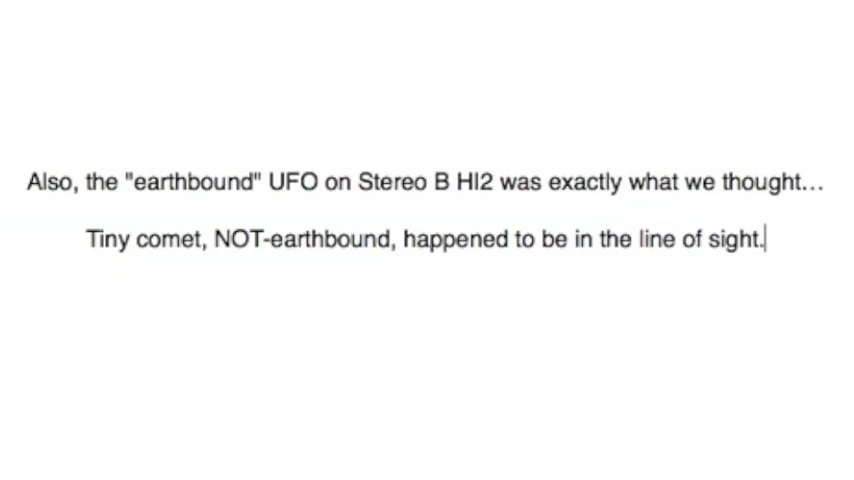 Also, the "earthbound" UFO on Stereo B HI2 was exactly what we thought...
Tiny comet, NOT-earthbound, happened to be in the line of sight.